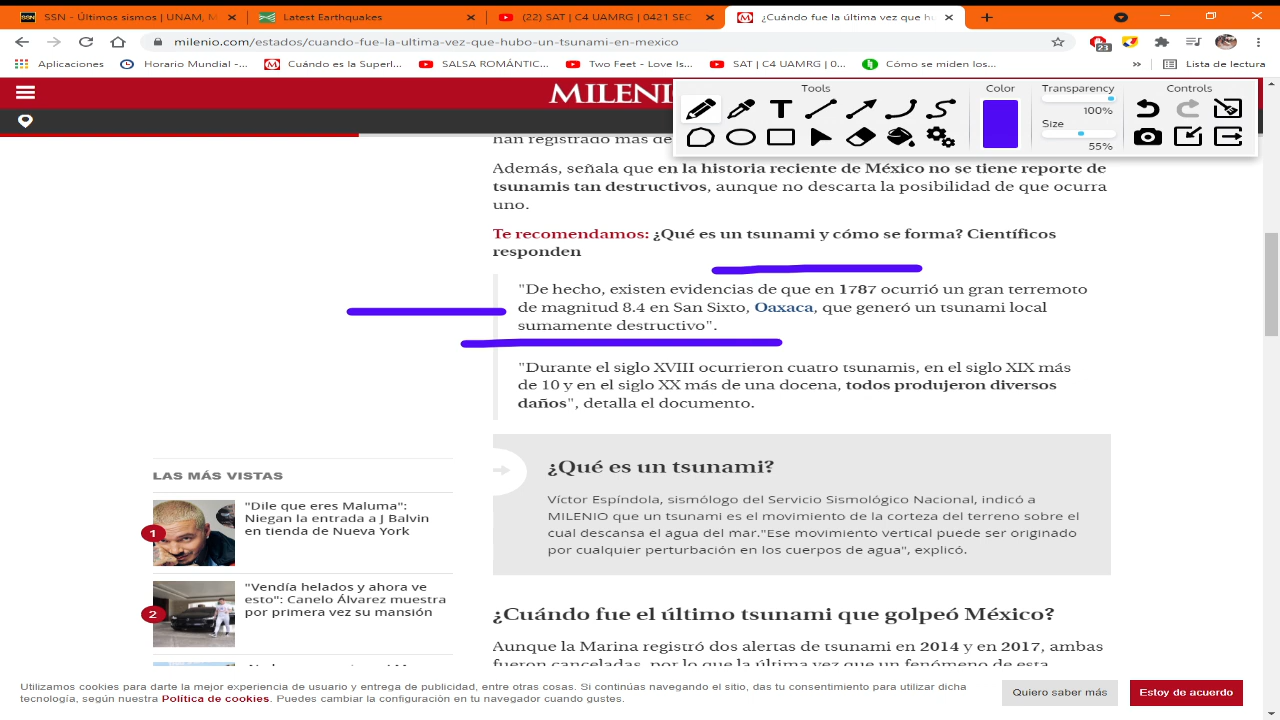 SSN - Últimos sismos | UNAM, M
Latest Earthquakes
(22) SAT | C4 UAMRG | 0421 SEC
¿Cuándo fue la última vez que hu
milenio.com/estados/cuando-fue-la-ultima-vez-que-hubo-un-tsunami-en-mexico
23
Aplicaciones
Horario Mundial -...
Cuándo es la Superl...
SALSA ROMÁNTIC...
Two Feet - Love Is...
SAT | C4 UAMRG | 0...
Cómo se miden los...
»
Lista de lectura
MILENI
Tools
Color
Transparency
100%
Size
55%
Controls
han registrado más de
Además, señala que en la historia reciente de México no se tiene reporte de
tsunamis tan destructivos, aunque no descarta la posibilidad de que ocurra
uno.
Te recomendamos: ¿Qué es un tsunami y cómo se forma? Científicos
responden
"De hecho, existen evidencias de que en 1787 ocurrió un gran terremoto
de magnitud 8.4 en San Sixto, Oaxaca, que generó un tsunami local
sumamente destructivo".
"Durante el siglo XVIII ocurrieron cuatro tsunamis, en el siglo XIX más
de 10 y en el siglo XX más de una docena, todos produjeron diversos
daños", detalla el documento.
¿Qué es un tsunami?
Víctor Espíndola, sismólogo del Servicio Sismológico Nacional, indicó a
MILENIO que un tsunami es el movimiento de la corteza del terreno sobre el
cual descansa el agua del mar."Ese movimiento vertical puede ser originado
por cualquier perturbación en los cuerpos de agua", explicó.
¿Cuándo fue el último tsunami que golpeó México?
Aunque la Marina registró dos alertas de tsunami en 2014 y en 2017, ambas
fueron canceladas, por lo que la última vez que un fenómeno de esta
LAS MÁS VISTAS
1
"Dile que eres Maluma":
Niegan la entrada a J Balvin
en tienda de Nueva York
2
"Vendía helados y ahora ve
esto": Canelo Álvarez muestra
por primera vez su mansión
Utilizamos cookies para darte la mejor experiencia de usuario y entrega de publicidad, entre otras cosas. Si continúas navegando el sitio, das tu consentimiento para utilizar dicha
tecnología, según nuestra Política de cookies. Puedes cambiar la configuración en tu navegador cuando gustes.
Quiero saber más
Estoy de acuerdo